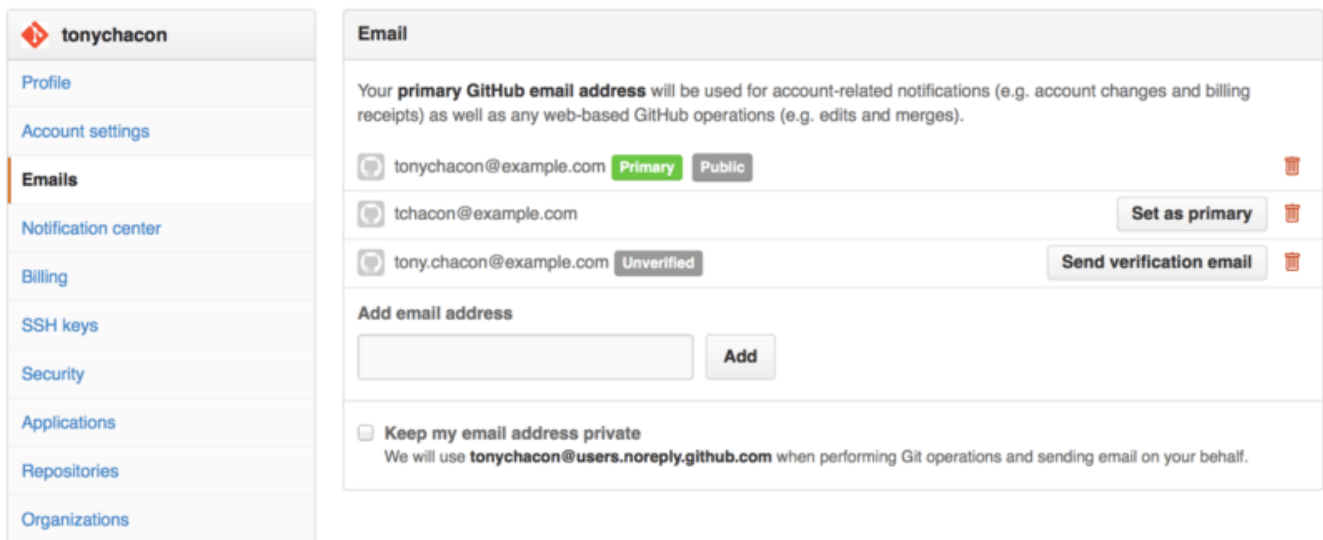 tonychacon
Profile
Account settings
Emails
Notification center
Billing
SSH keys
Security
Applications
Repositories
Organizations
Email
Your primary GitHub email address will be used for account-related notifications (e.g. account changes and billing
receipts) as well as any web-based GitHub operations (e.g. edits and merges).
tonychacon@example.com Primary Public
tchacon@example.com Set as primary
tony.chacon@example.com Unverified Send verification email
Add email address
Add
Keep my email address private
We will use tonychacon@users.noreply.github.com when performing Git operations and sending email on your behalf.